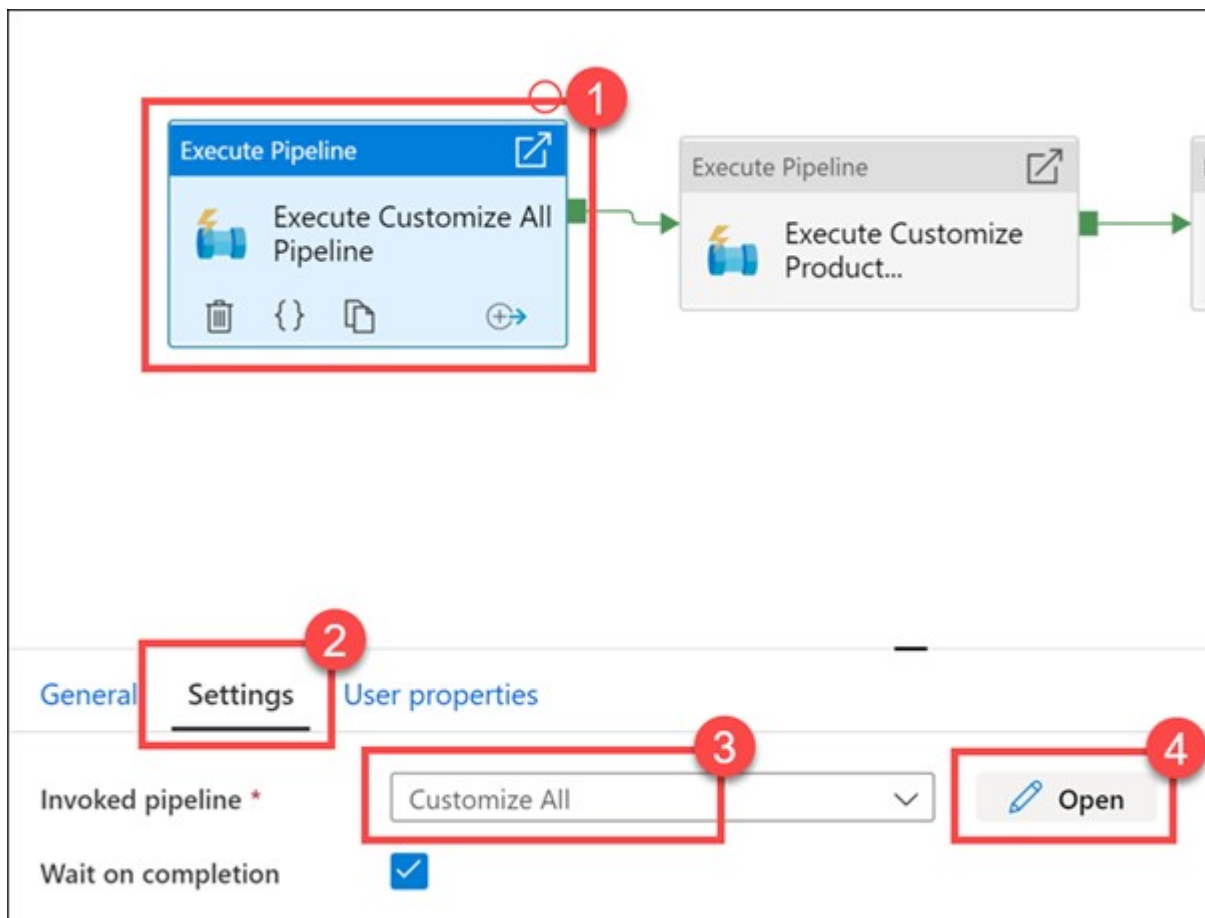 1
Execute Pipeline
Execute Customize All
Pipeline
Execute Pipeline
Execute Customize
Product...
2
General
Settings
User properties
3
4
Invoked pipeline *
Customize All
Open
Wait on completion